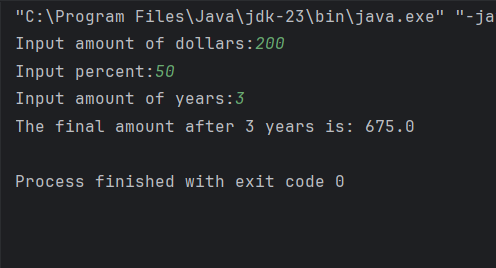 "C:\Program Files\Java\jdk-23\bin\java.exe" "-ja
Input amount of dollars:200
Input percent:50
Input amount of years:3
The final amount after 3 years is: 675.0
Process finished with exit code 0